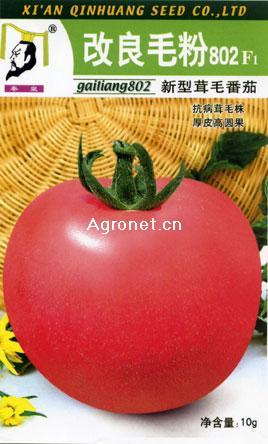 XI'AN QINHUANG SEED CO.,LTD
®
秦皇
改良毛粉802F1
gailiang802 新型茸毛番茄
抗病茸毛株
厚皮高圆果
Agronet.cn
净含量：10g